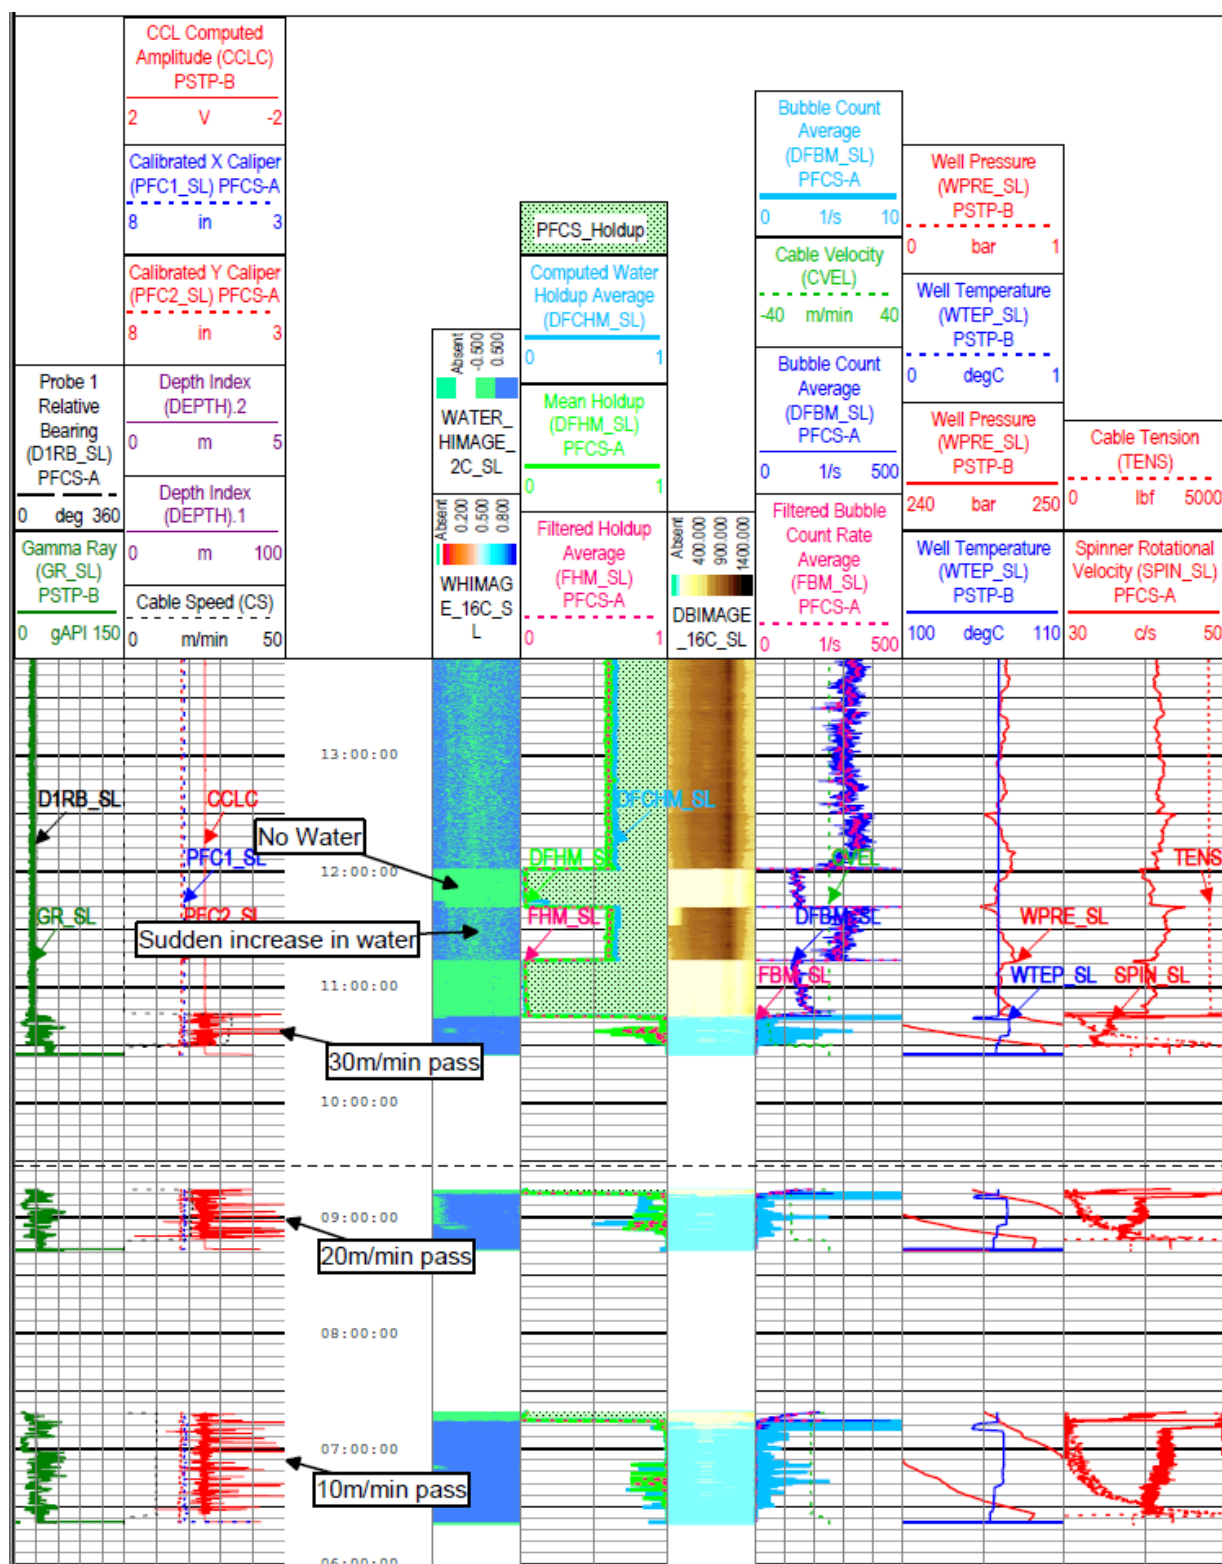 CCL Computed
Amplitude (CCLC)
PSTP-B
2 V -2
Calibrated X Caliper
(PFC1_SL) PFCS-A
8 in 3
Calibrated Y Caliper
(PFC2_SL) PFCS-A
8 in 3
Depth Index
(DEPTH).2
0 m 5
Depth Index
(DEPTH).1
0 m 100
Cable Speed (CS)
0 m/min 50
Probe 1
Relative
Bearing
(D1RB_SL)
PFCS-A
0 deg 360
Gamma Ray
(GR_SL)
PSTP-B
0 gAPI 150
Absent
-0.500
0.500
WATER_
HIMAGE_
2C_SL
Absent
0.200
0.500
0.800
WHIMAG
E_16C_S
L
PFCS_Holdup
Computed Water
Holdup Average
(DFCHM_SL)
0 1
Mean Holdup
(DFHM_SL)
PFCS-A
0 1
Filtered Holdup
Average
(FHM_SL)
PFCS-A
0 1
Absent
400.000
900.000
1400.000
DBIMAGE
_16C_SL
Bubble Count
Average
(DFBM_SL)
PFCS-A
0 1/s 10
Cable Velocity
(CVEL)
-40 m/min 40
Bubble Count
Average
(DFBM_SL)
PFCS-A
0 1/s 500
Filtered Bubble
Count Rate
Average
(FBM_SL)
PFCS-A
0 1/s 500
Well Pressure
(WPRE_SL)
PSTP-B
0 bar 1
Well Temperature
(WTEP_SL)
PSTP-B
0 degC 1
Well Pressure
(WPRE_SL)
PSTP-B
240 bar 250
Well Temperature
(WTEP_SL)
PSTP-B
100 degC 110
Cable Tension
(TENS)
0 lbf 5000
Spinner Rotational
Velocity (SPIN_SL)
PFCS-A
30 c/s 50
13:00:00
D1RB_SL CCLC DFCHM_SL
No Water
PFC1_SL DFHM_S CVEL TENS
12:00:00
GR_SL PFC2_SL FHM_SL DFBM_SL WPRE_SL
Sudden increase in water
11:00:00 FBM_SL WTEP_SL SPIN_SL
30m/min pass
10:00:00
09:00:00
20m/min pass
08:00:00
07:00:00
10m/min pass
06:00:00